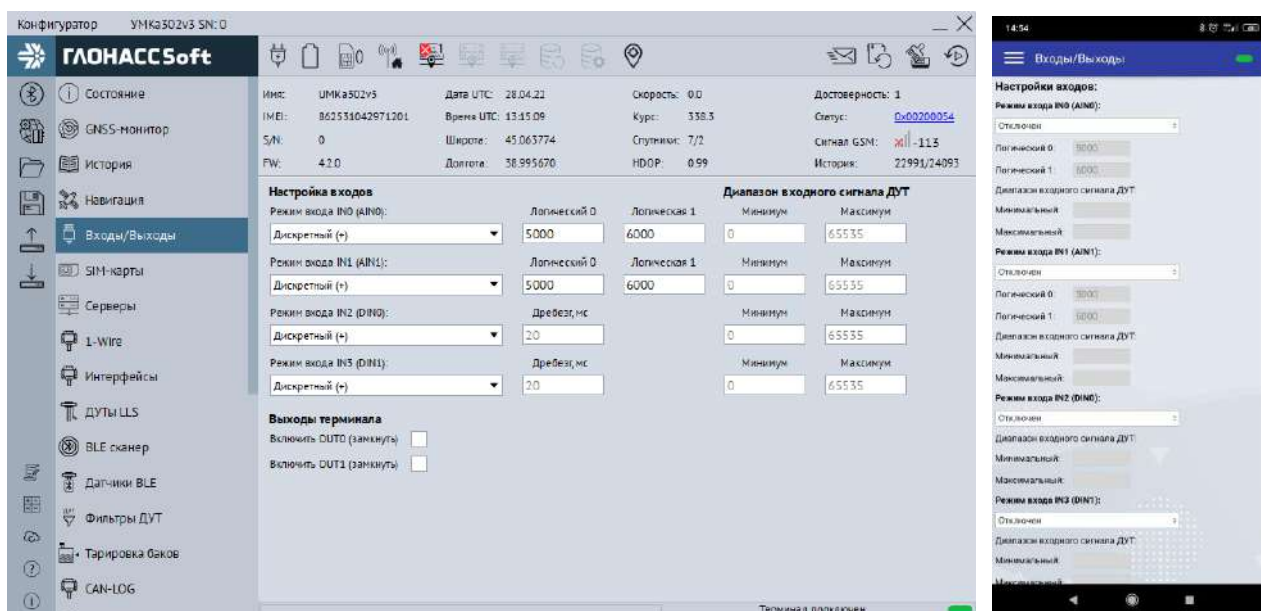 Конфигуратор УМКа302v3 SN: 0
ГЛОНАССSoft
Состояние
GNSS-монитор
История
Навигация
Входы/Выходы
SIM-карты
Серверы
1-Wire
Интерфейсы
ДУТы LLS
BLE сканер
Датчики BLE
Фильтры ДУТ
Тарировка баков
CAN-LOG
Имя: UMKa302v3 Дата UTC: 28.04.22 Скорость: 0.0 Достоверность: 1
IMEI: 862531042971201 Время UTC: 13:15:09 Курс: 338.3 Статус: 0x00200054
S/N: 0 Широта: 45.063774 Спутники: 7/2 Сигнал GSM: -113
FW: 4.2.0 Долгота: 38.995670 HDOP: 0.99 История: 22991/24093
Настройка входов Диапазон входного сигнала ДУТ
Режим входа IN0 (AIN0): Логический 0 Логическая 1 Минимум Максимум
Дискретный (+) 5000 6000 0 65535
Режим входа IN1 (AIN1): Логический 0 Логическая 1 Минимум Максимум
Дискретный (+) 5000 6000 0 65535
Режим входа IN2 (DIN0): Дребезг, мс Минимум Максимум
Дискретный (+) 20 0 65535
Режим входа IN3 (DIN1): Дребезг, мс Минимум Максимум
Дискретный (+) 20 0 65535
Выходы терминала
Включить OUT0 (замкнуть)
Включить OUT1 (замкнуть)
Терминал подключен
14:54
Входы/Выходы
Настройки входов:
Режим входа IN0 (AIN0):
Отключен
Логический 0: 5000
Логический 1: 6000
Диапазон входного сигнала ДУТ:
Минимальный:
Максимальный:
Режим входа IN1 (AIN1):
Отключен
Логический 0: 5000
Логический 1: 6000
Диапазон входного сигнала ДУТ:
Минимальный:
Максимальный:
Режим входа IN2 (DIN0):
Отключен
Диапазон входного сигнала ДУТ:
Минимальный:
Максимальный:
Режим входа IN3 (DIN1):
Отключен
Диапазон входного сигнала ДУТ:
Минимальный:
Максимальный: